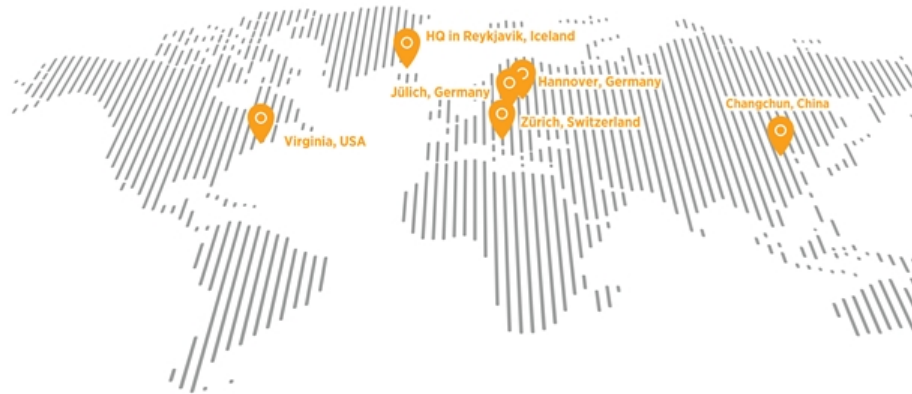 HQ in Reykjavik, Iceland
Jülich, Germany
Hannover, Germany
Changchun, China
Zürich, Switzerland
Virginia, USA